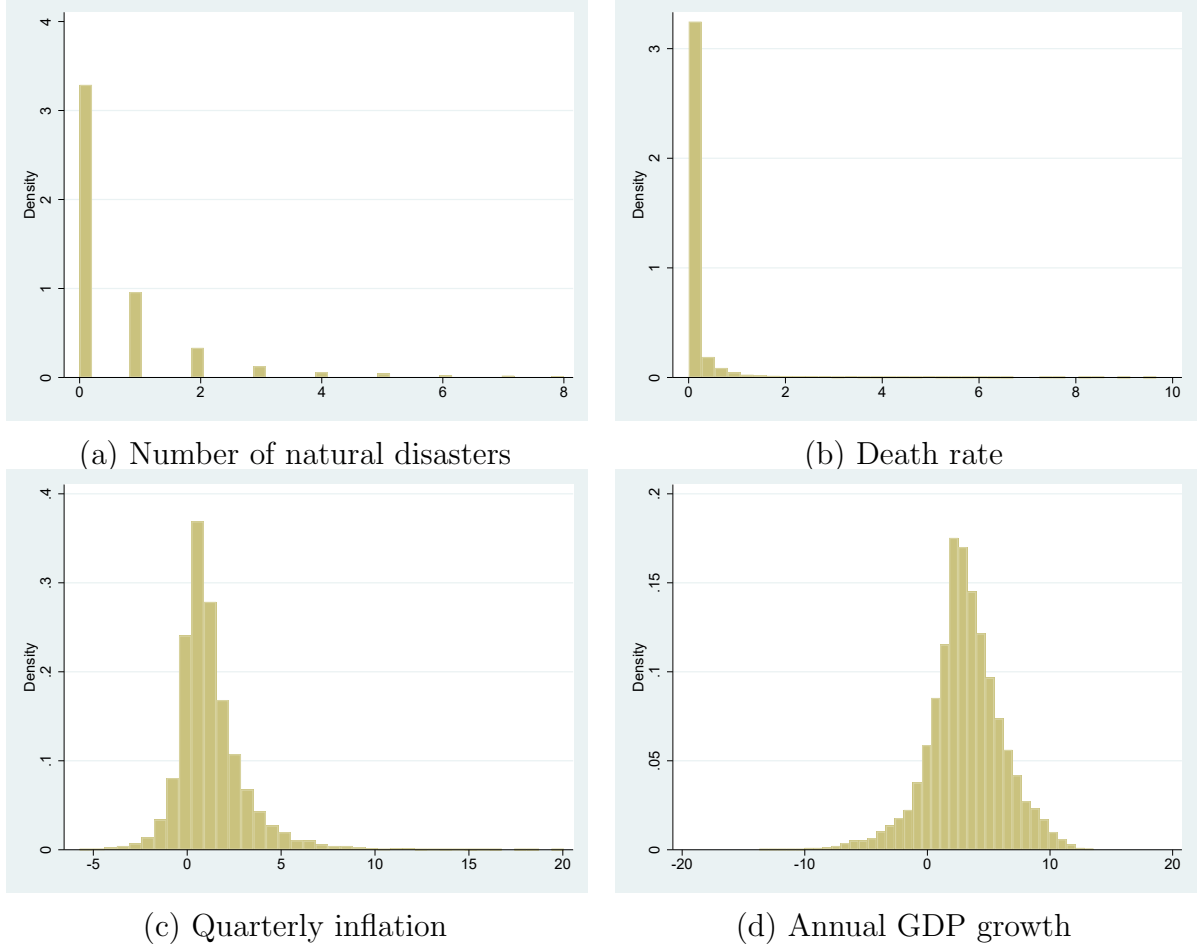 Density
4
3
2
1
0
0 2 4 6 8
(a) Number of natural disasters
Density
3
2
1
0
0 2 4 6 8 10
(b) Death rate
Density
.4
.3
.2
.1
0
-5 0 5 10 15 20
(c) Quarterly inflation
Density
.2
.15
.1
.05
0
-20 -10 0 10 20
(d) Annual GDP growth